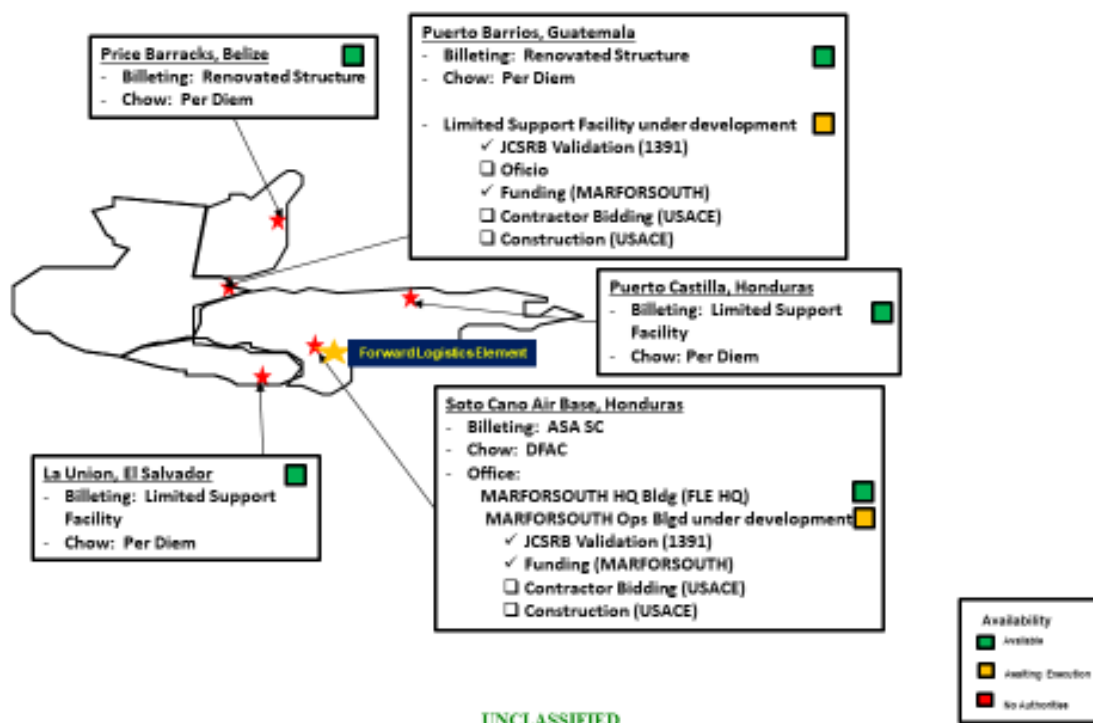 Price Barracks, Belize
- Billeting: Renovated Structure
- Chow: Per Diem
Puerto Barrios, Guatemala
- Billeting: Renovated Structure
- Chow: Per Diem
- Limited Support Facility under development
✓ JCSRB Validation (1391)
❑ Oficio
✓ Funding (MARFORSOUTH)
❑ Contractor Bidding (USACE)
❑ Construction (USACE)
Puerto Castilla, Honduras
- Billeting: Limited Support
Facility
- Chow: Per Diem
Forward Logistics Element
Soto Cano Air Base, Honduras
- Billeting: ASA SC
- Chow: DFAC
- Office:
MARFORSOUTH HQ Bldg (FLE HQ)
MARFORSOUTH Ops Blgd under development
✓ JCSRB Validation (1391)
✓ Funding (MARFORSOUTH)
❑ Contractor Bidding (USACE)
❑ Construction (USACE)
La Union, El Salvador
- Billeting: Limited Support
Facility
- Chow: Per Diem
Availability
Available
Awaiting Execution
No Authorities
UNCLASSIFIED